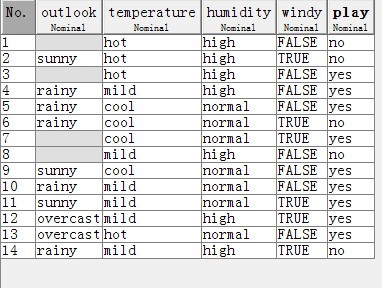 No. outlook temperature humidity windy play
Nominal Nominal Nominal Nominal Nominal
1 hot high FALSE no
2 sunny hot high TRUE no
3 hot high FALSE yes
4 rainy mild high FALSE yes
5 rainy cool normal FALSE yes
6 rainy cool normal TRUE no
7 cool normal TRUE yes
8 mild high FALSE no
9 sunny cool normal FALSE yes
10 rainy mild normal FALSE yes
11 sunny mild normal TRUE yes
12 overcast mild high TRUE yes
13 overcast hot normal FALSE yes
14 rainy mild high TRUE no